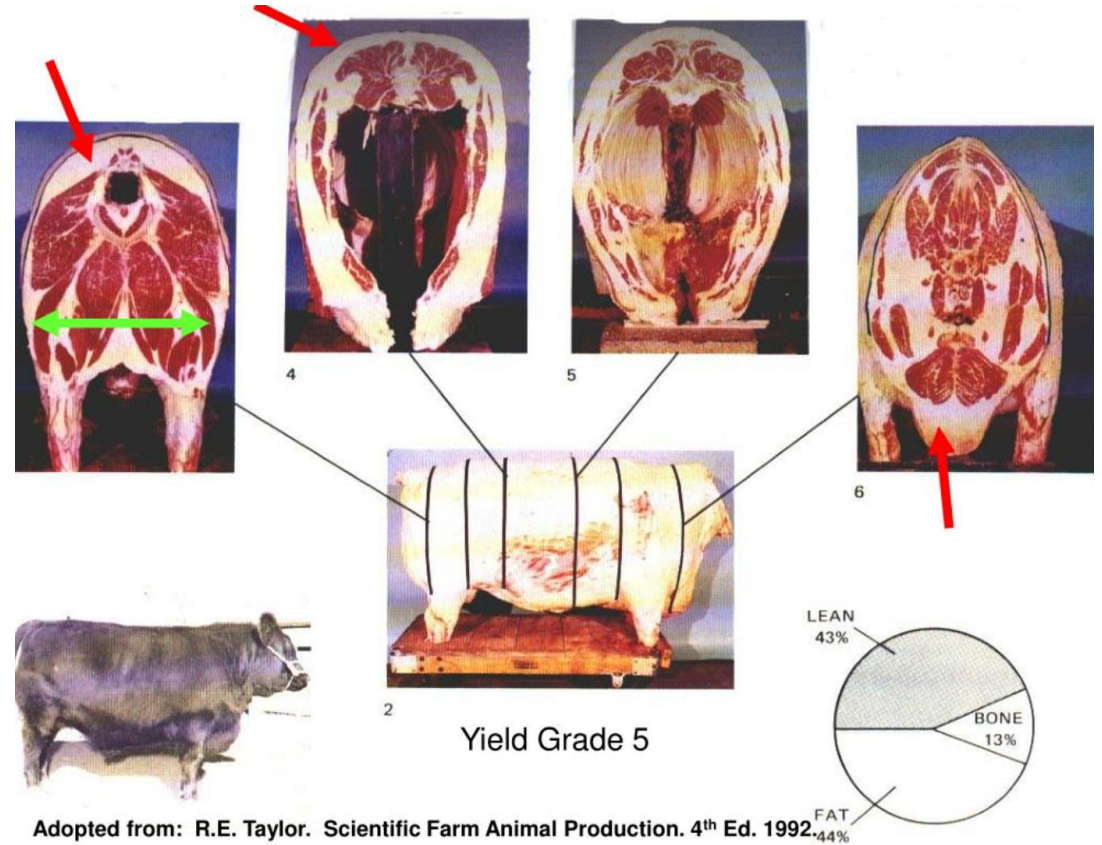 4
5
6
2
Yield Grade 5
LEAN
43%
BONE
13%
FAT
44%
Adopted from: R.E. Taylor. Scientific Farm Animal Production. 4th Ed. 1992.